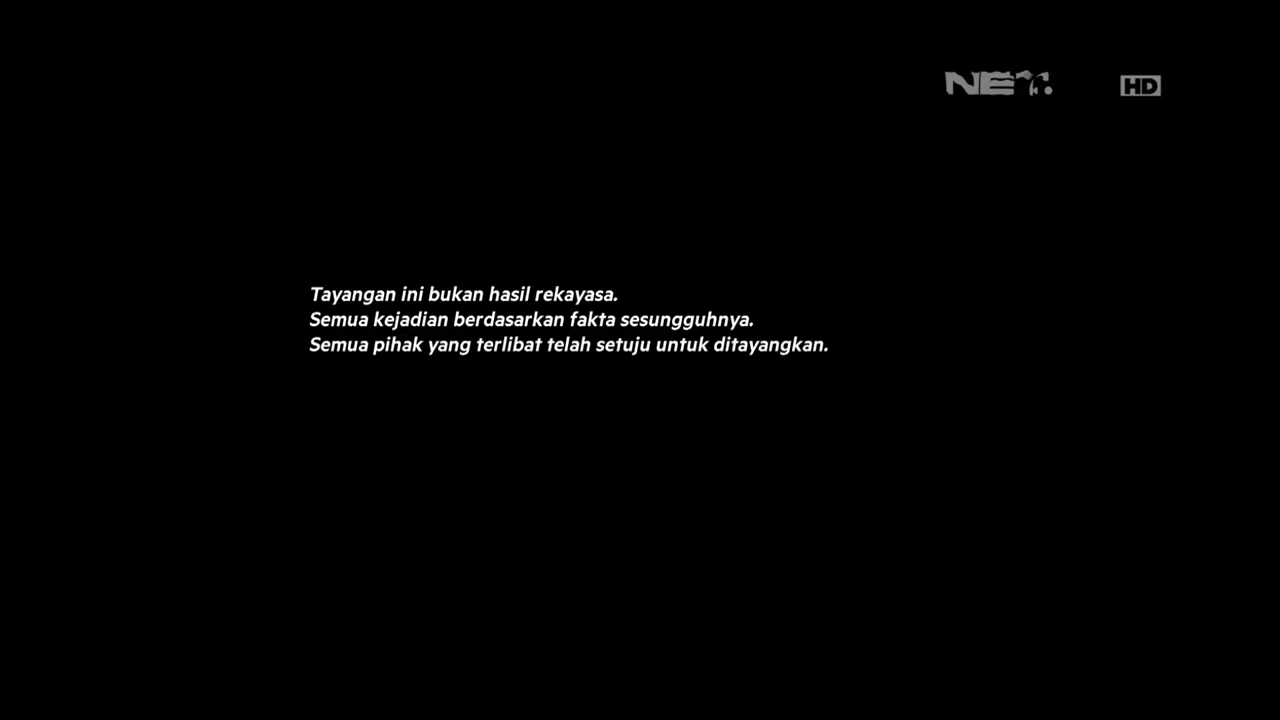 NET.
HD
Tayangan ini bukan hasil rekayasa.
Semua kejadian berdasarkan fakta sesungguhnya.
Semua pihak yang terlibat telah setuju untuk ditayangkan.